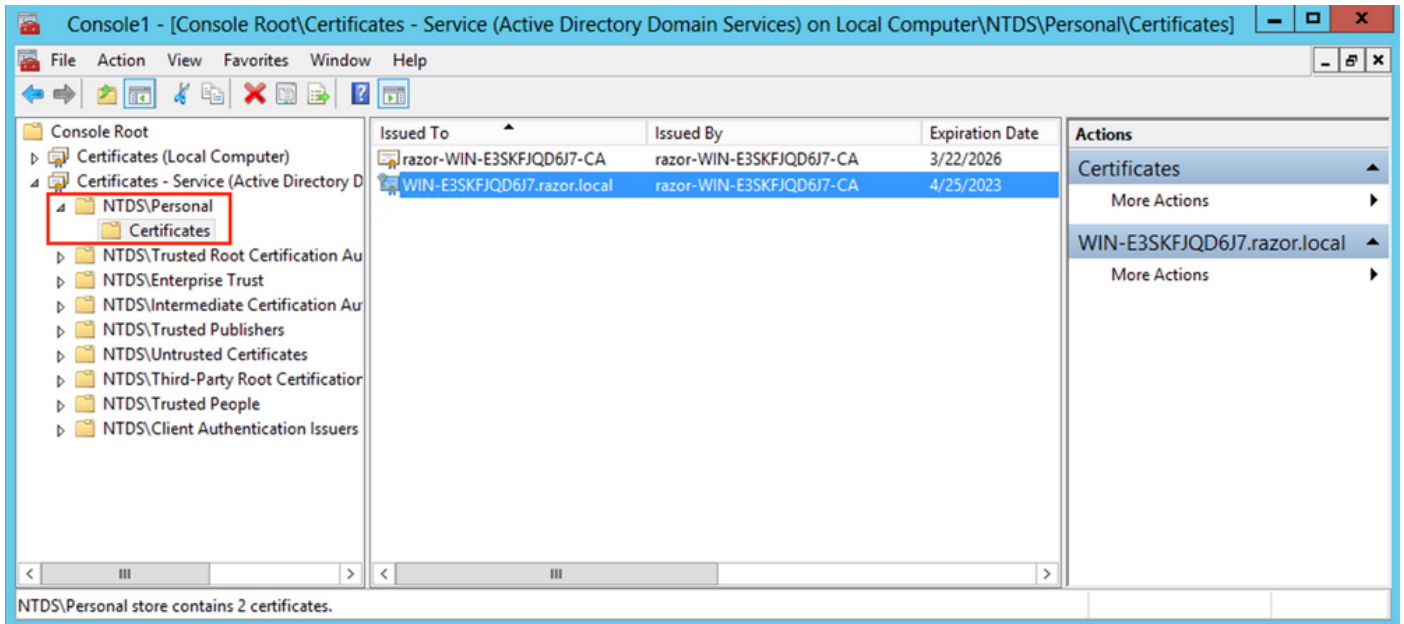 Console1 - [Console Root\Certificates - Service (Active Directory Domain Services) on Local Computer\NTDS\Personal\Certificates]
File Action View Favorites Window Help
Console Root
Certificates (Local Computer)
Certificates - Service (Active Directory D
NTDS\Personal
Certificates
NTDS\Trusted Root Certification Au
NTDS\Enterprise Trust
NTDS\Intermediate Certification Au
NTDS\Trusted Publishers
NTDS\Untrusted Certificates
NTDS\Third-Party Root Certification
NTDS\Trusted People
NTDS\Client Authentication Issuers
Issued To Issued By Expiration Date
razor-WIN-E3SKFJQD6J7-CA razor-WIN-E3SKFJQD6J7-CA 3/22/2026
WIN-E3SKFJQD6J7.razor.local razor-WIN-E3SKFJQD6J7-CA 4/25/2023
Actions
Certificates
More Actions
WIN-E3SKFJQD6J7.razor.local
More Actions
NTDS\Personal store contains 2 certificates.